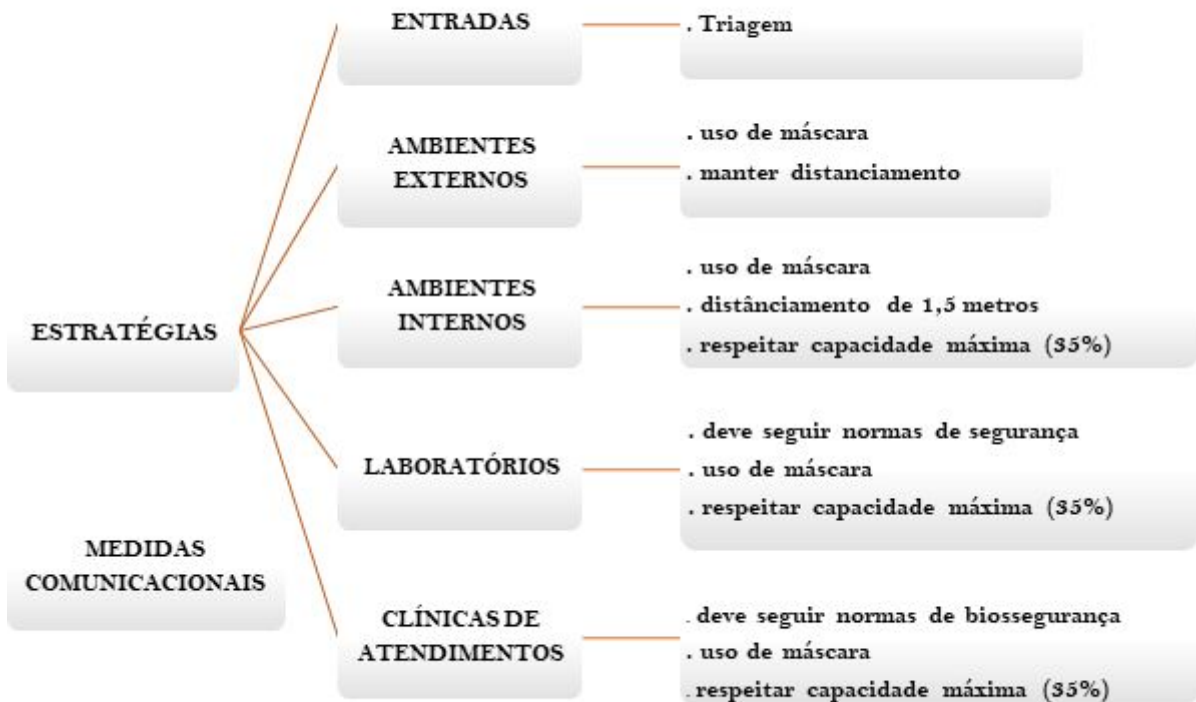 ENTRADAS
. Triagem
AMBIENTES
EXTERNOS
. uso de máscara
. manter distanciamento
AMBIENTES
INTERNOS
. uso de máscara
. distânciamento de 1,5 metros
. respeitar capacidade máxima (35%)
ESTRATÉGIAS
LABORATÓRIOS
. deve seguir normas de segurança
. uso de máscara
. respeitar capacidade máxima (35%)
MEDIDAS
COMUNICACIONAIS
CLÍNICAS DE
ATENDIMENTOS
. deve seguir normas de biossegurança
. uso de máscara
. respeitar capacidade máxima (35%)